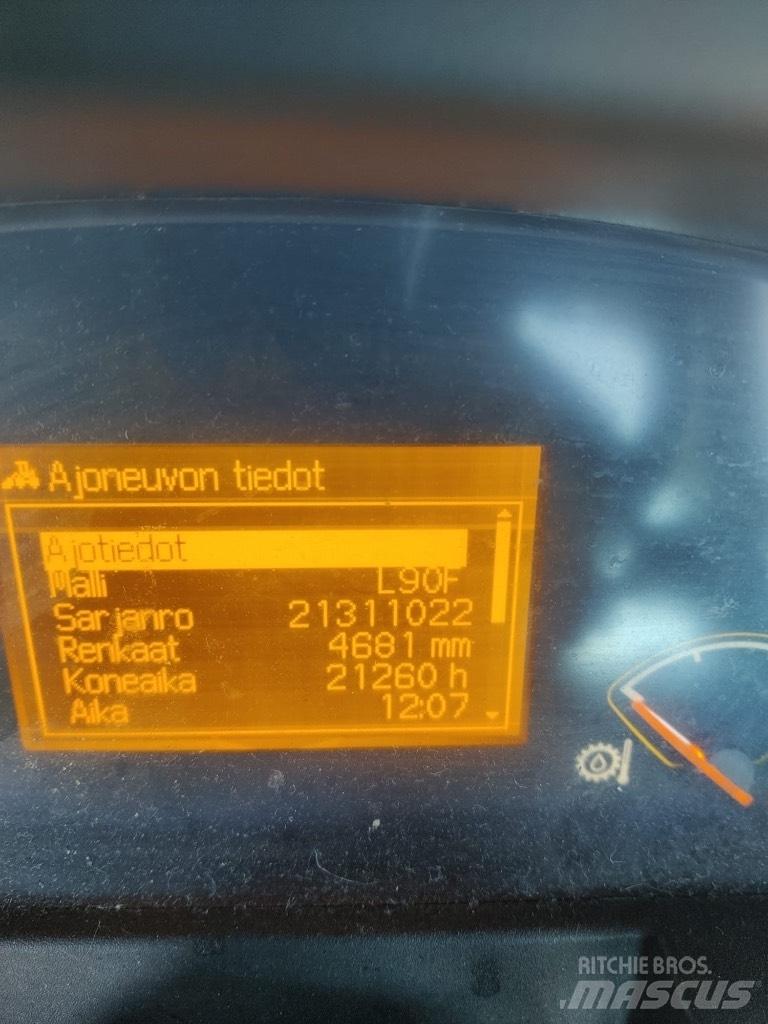 Ajoneuvon tiedot
Ajotiedot
Malli L90F
Sarjanro 21311022
Renkaat 4681 mm
Koneaika 21260 h
Aika 12:07
RITCHIE BROS.
MASCUS